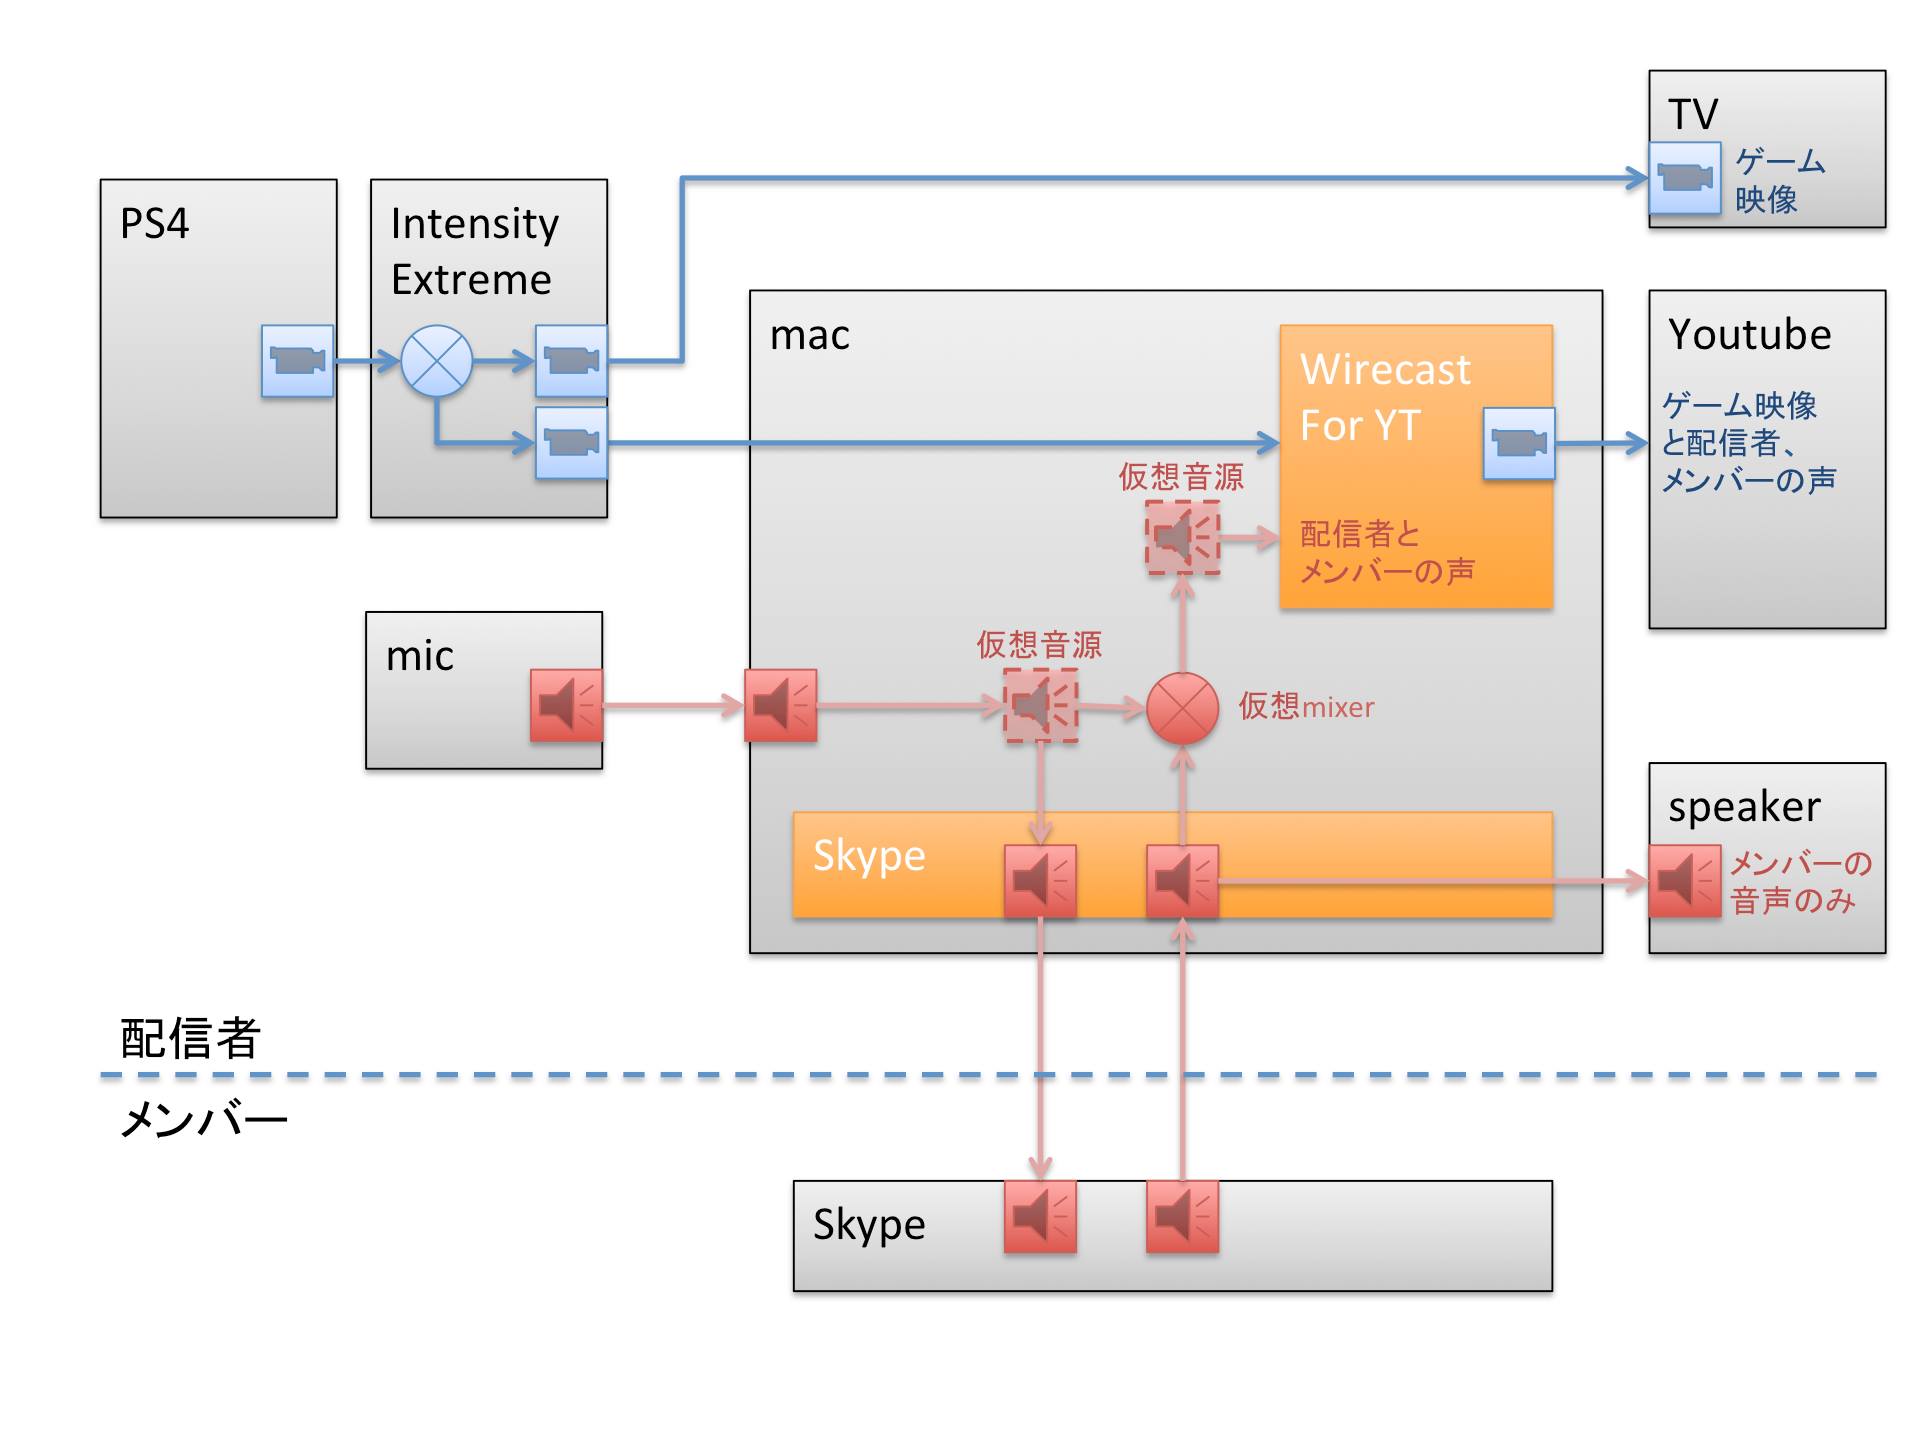 TV
ゲーム
映像
PS4
Intensity
Extreme
mac
Wirecast
For YT
Youtube
ゲーム映像
と配信者、
メンバーの声
仮想音源
配信者と
メンバーの声
mic
仮想音源
仮想mixer
Skype
speaker
メンバーの
音声のみ
配信者
メンバー
Skype